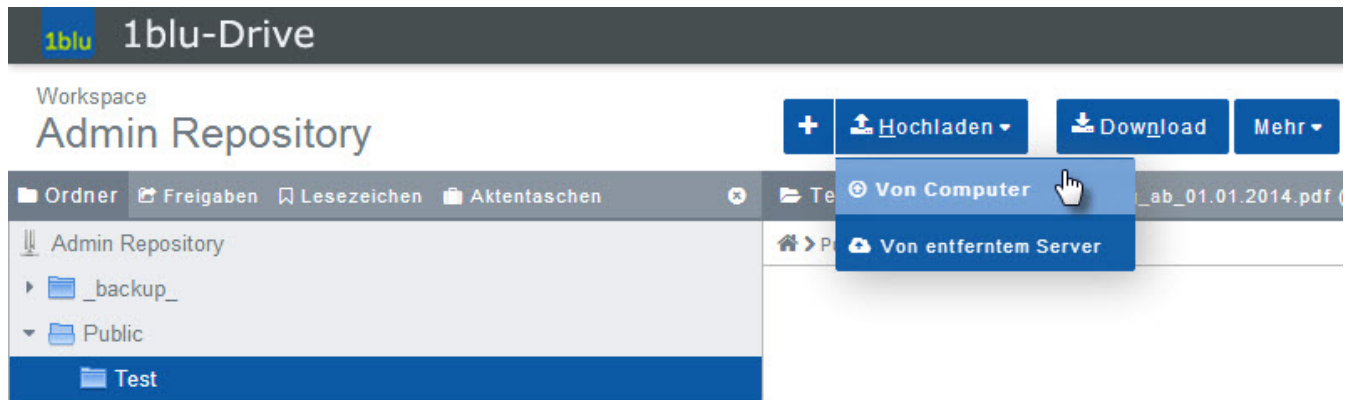 1blu 1blu-Drive
Workspace
Admin Repository
+ Hochladen Download Mehr
Ordner Freigaben Lesezeichen Aktentaschen
Te
_ab_01.01.2014.pdf (
Von Computer
Von entferntem Server
Admin Repository
_backup_
Public
Test